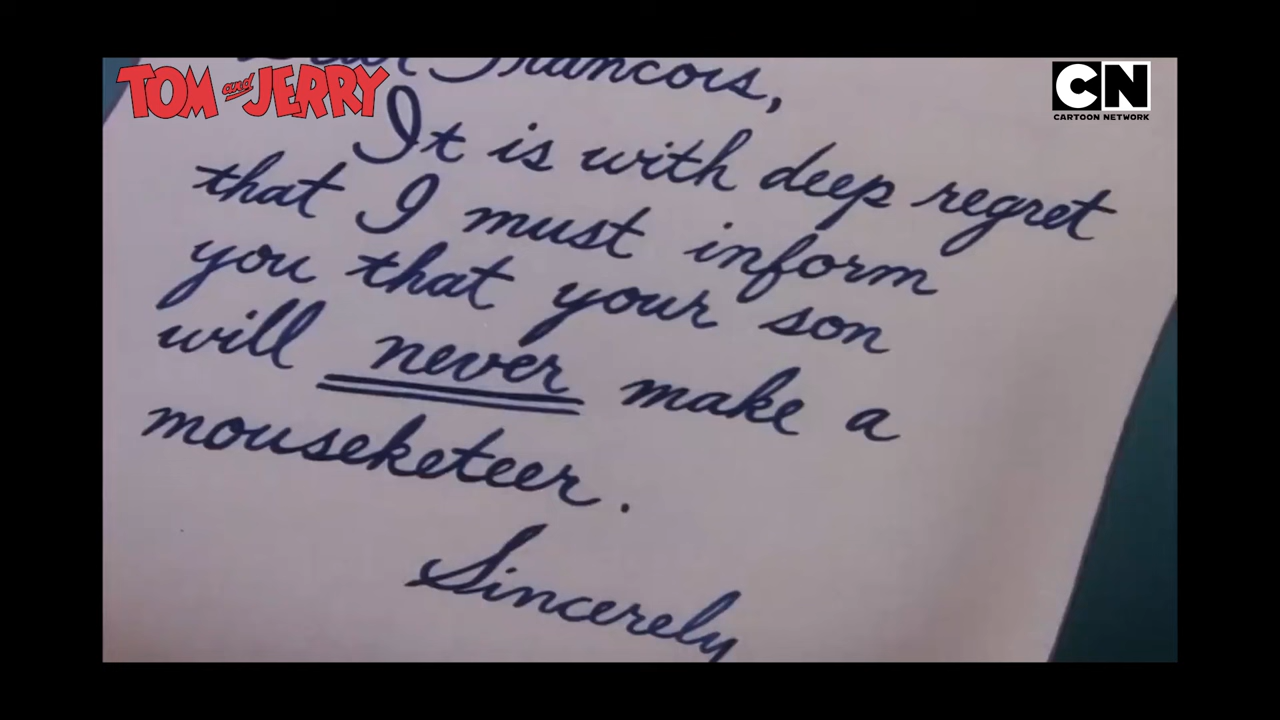 TOM and JERRY
CN
CARTOON NETWORK
Dear Francois,
It is with deep regret
that I must inform
you that your son
will never make a
mouseketeer.
Sincerely